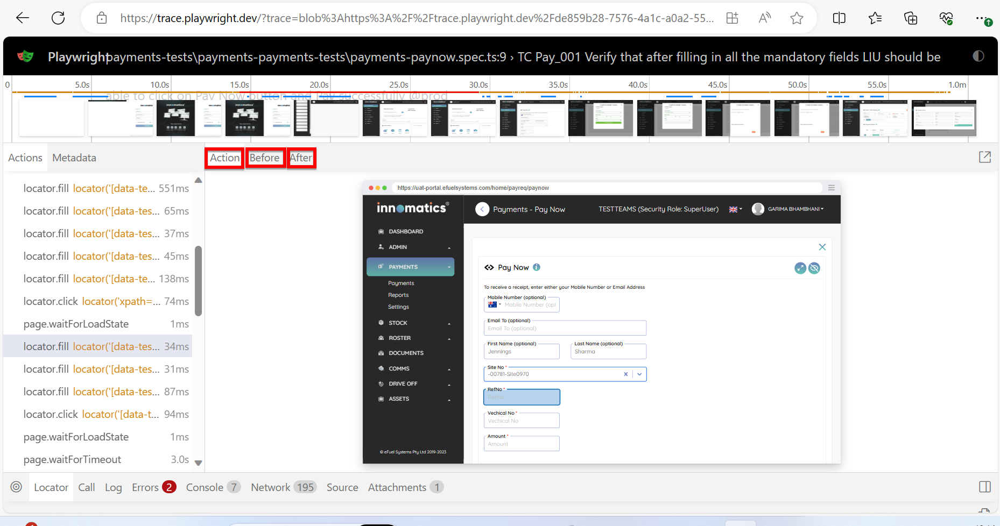 https://trace.playwright.dev/?trace=blob%3Ahttps%3A%2F%2Ftrace.playwright.dev%2Fde859b28-7576-4a1c-a0a2-55...
Playwright payments-tests\payments-payments-tests\payments-paynow.spec.ts:9 › TC Pay_001 Verify that after filling in all the mandatory fields LIU should be
able to click on Pay Now button and Pay successfully @prod
0 5.0s 10.0s 15.0s 20.0s 25.0s 30.0s 35.0s 40.0s 45.0s 50.0s 55.0s 1.0m
Actions Metadata
Action Before After
locator.fill locator('[data-te... 551ms
locator.fill locator('[data-tes... 65ms
locator.fill locator('[data-tes... 37ms
locator.fill locator('[data-tes... 45ms
locator.fill locator('[data-te... 138ms
locator.click locator('xpath=... 74ms
page.waitForLoadState 1ms
locator.fill locator('[data-tes... 34ms
locator.fill locator('[data-tes... 31ms
locator.fill locator('[data-tes... 87ms
locator.click locator('[data-t... 94ms
page.waitForLoadState 1ms
page.waitForTimeout 3.0s
https://uat-portal.efuelsystems.com/home/payreq/paynow
innomatics®
Payments - Pay Now
TESTTEAMS (Security Role: SuperUser)
GARIMA BHAMBHANI
DASHBOARD
ADMIN
PAYMENTS
Payments
Reports
Settings
STOCK
ROSTER
DOCUMENTS
COMMS
DRIVE OFF
ASSETS
© eFuel Systems Pty Ltd 2019-2023
Pay Now
To receive a receipt, enter either your Mobile Number or Email Address
Mobile Number (optional)
Mobile Number (opt
Email To (optional)
Email To (optional)
First Name (optional)
Jennings
Last Name (optional)
Sharma
Site No *
-00781-Site0970
RefNo *
RefNo
Vechical No *
Vechical No
Amount *
Amount
Locator Call Log Errors 2 Console 7 Network 195 Source Attachments 1